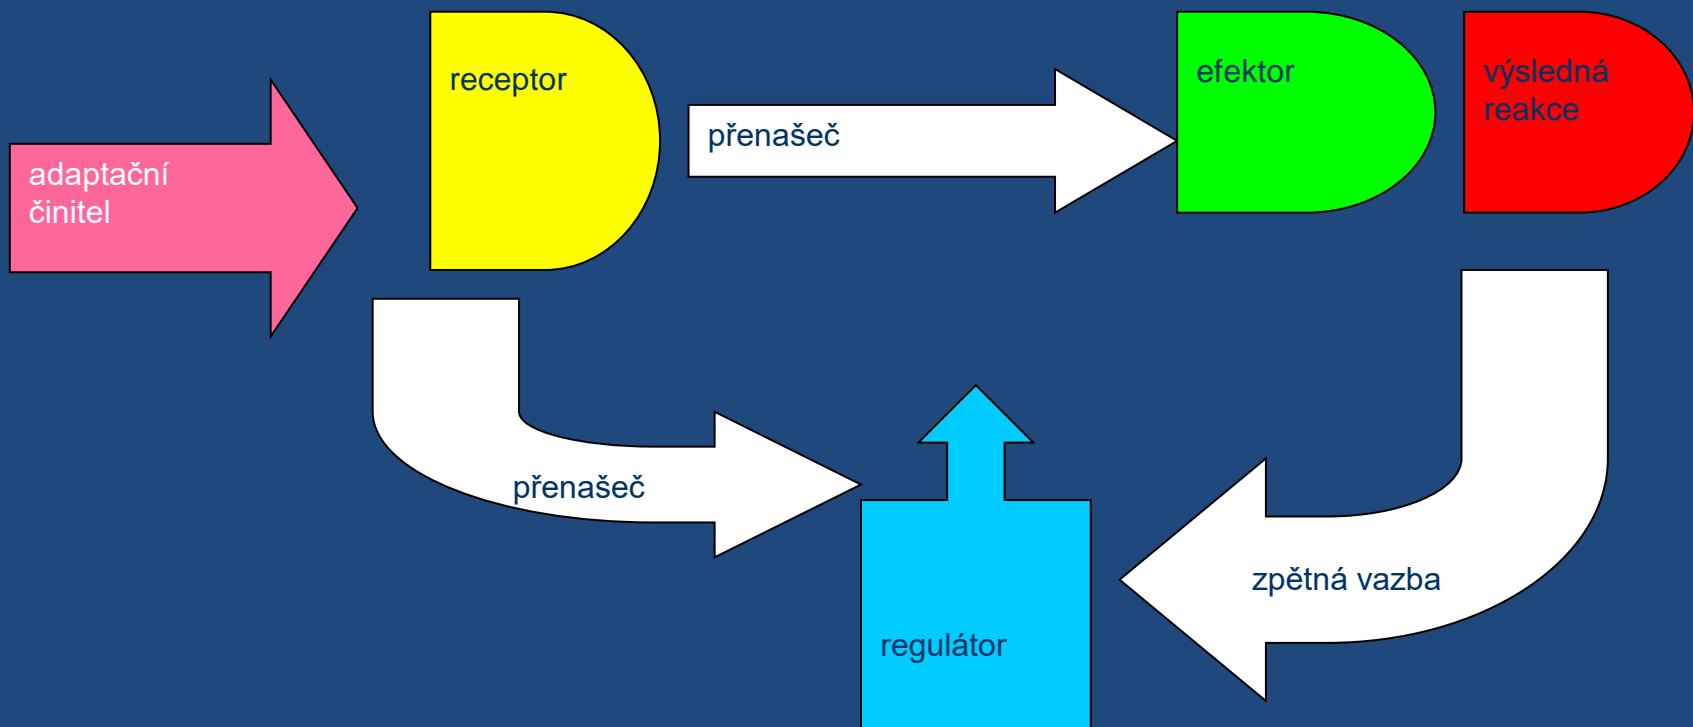 adaptační
činitel
receptor
přenašeč
efektor
výsledná
reakce
přenašeč
regulátor
zpětná vazba